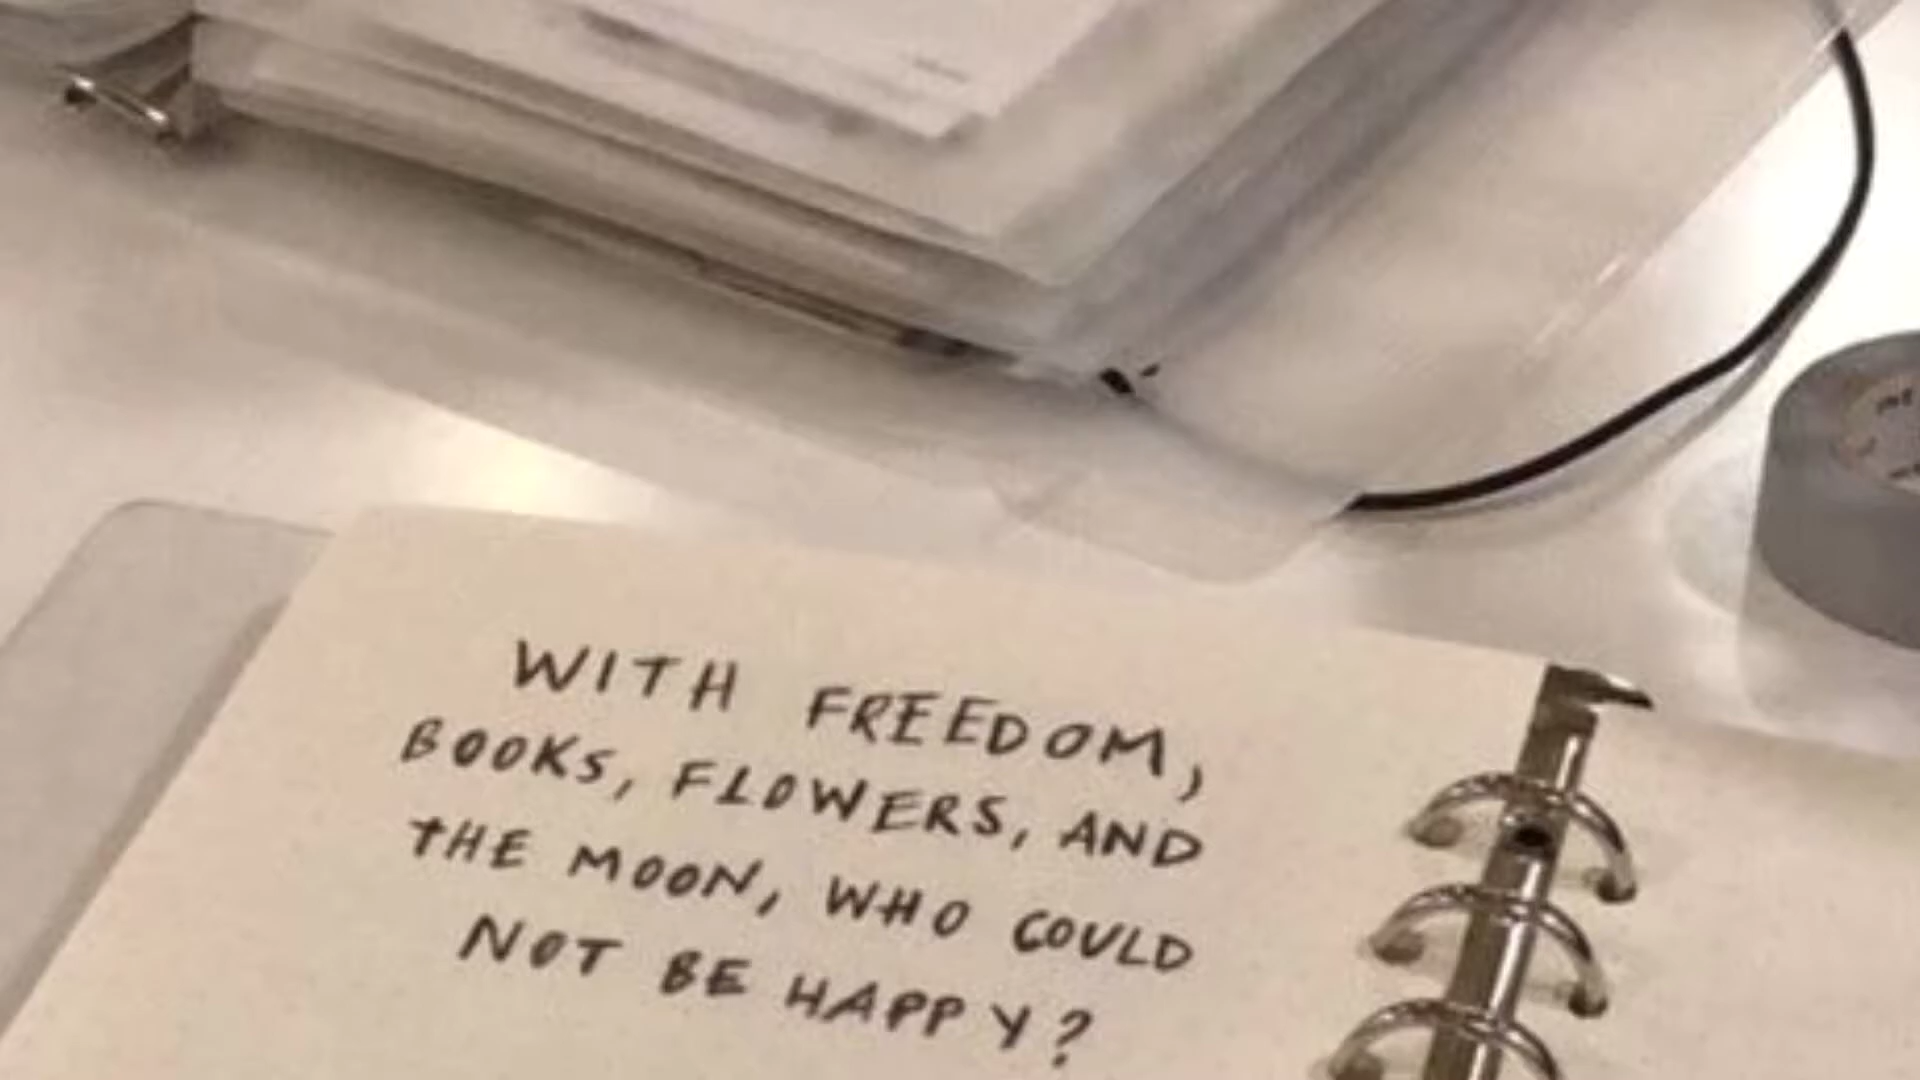 WITH FREEDOM,
BOOKS, FLOWERS, AND
THE MOON, WHO COULD
NOT BE HAPPY?